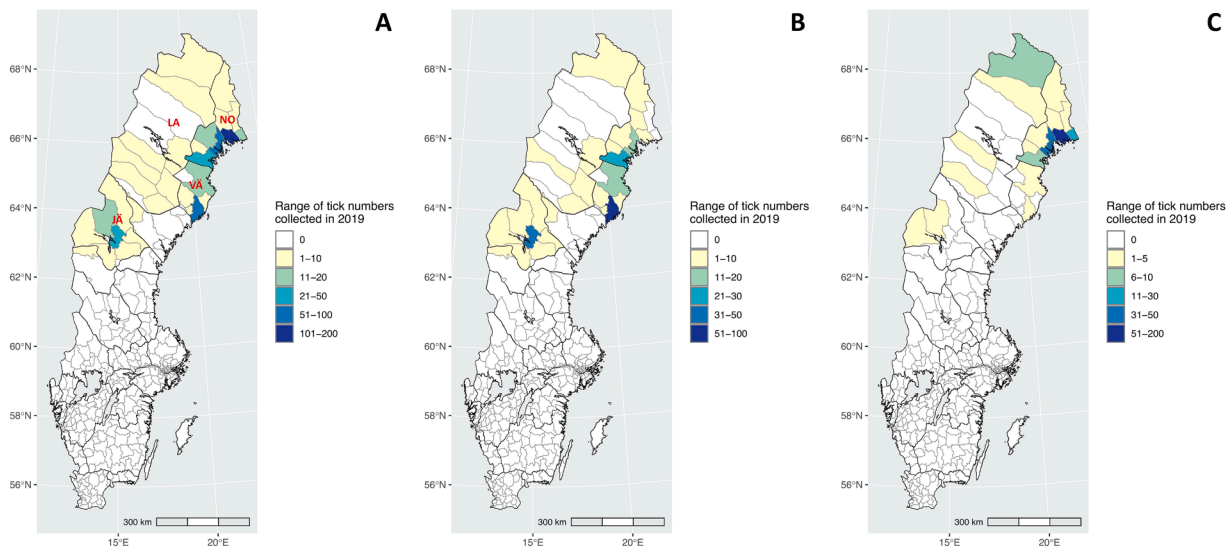 A
68°N
66°N
64°N
62°N
60°N
58°N
56°N
LA
NO
VÄ
JÄ
Range of tick numbers
collected in 2019
0
1–10
11–20
21–50
51–100
101–200
300 km
15°E
20°E
B
68°N
66°N
64°N
62°N
60°N
58°N
56°N
Range of tick numbers
collected in 2019
0
1–10
11–20
21–30
31–50
51–100
300 km
15°E
20°E
C
68°N
66°N
64°N
62°N
60°N
58°N
56°N
Range of tick numbers
collected in 2019
0
1–5
6–10
11–30
31–50
51–200
300 km
15°E
20°E